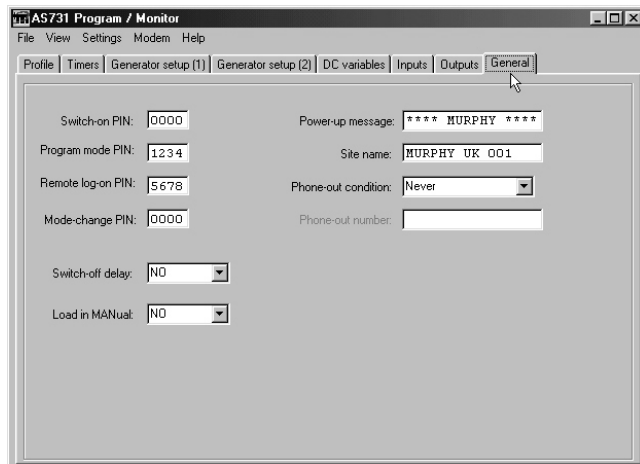 AS731 Program / Monitor
File View Settings Modem Help
Profile Timers Generator setup (1) Generator setup (2) DC variables Inputs Outputs General
Switch-on PIN: 0000
Power-up message: **** MURPHY ****
Program mode PIN: 1234
Site name: MURPHY UK 001
Remote log-on PIN: 5678
Phone-out condition: Never
Mode-change PIN: 0000
Phone-out number:
Switch-off delay: NO
Load in MANual: NO